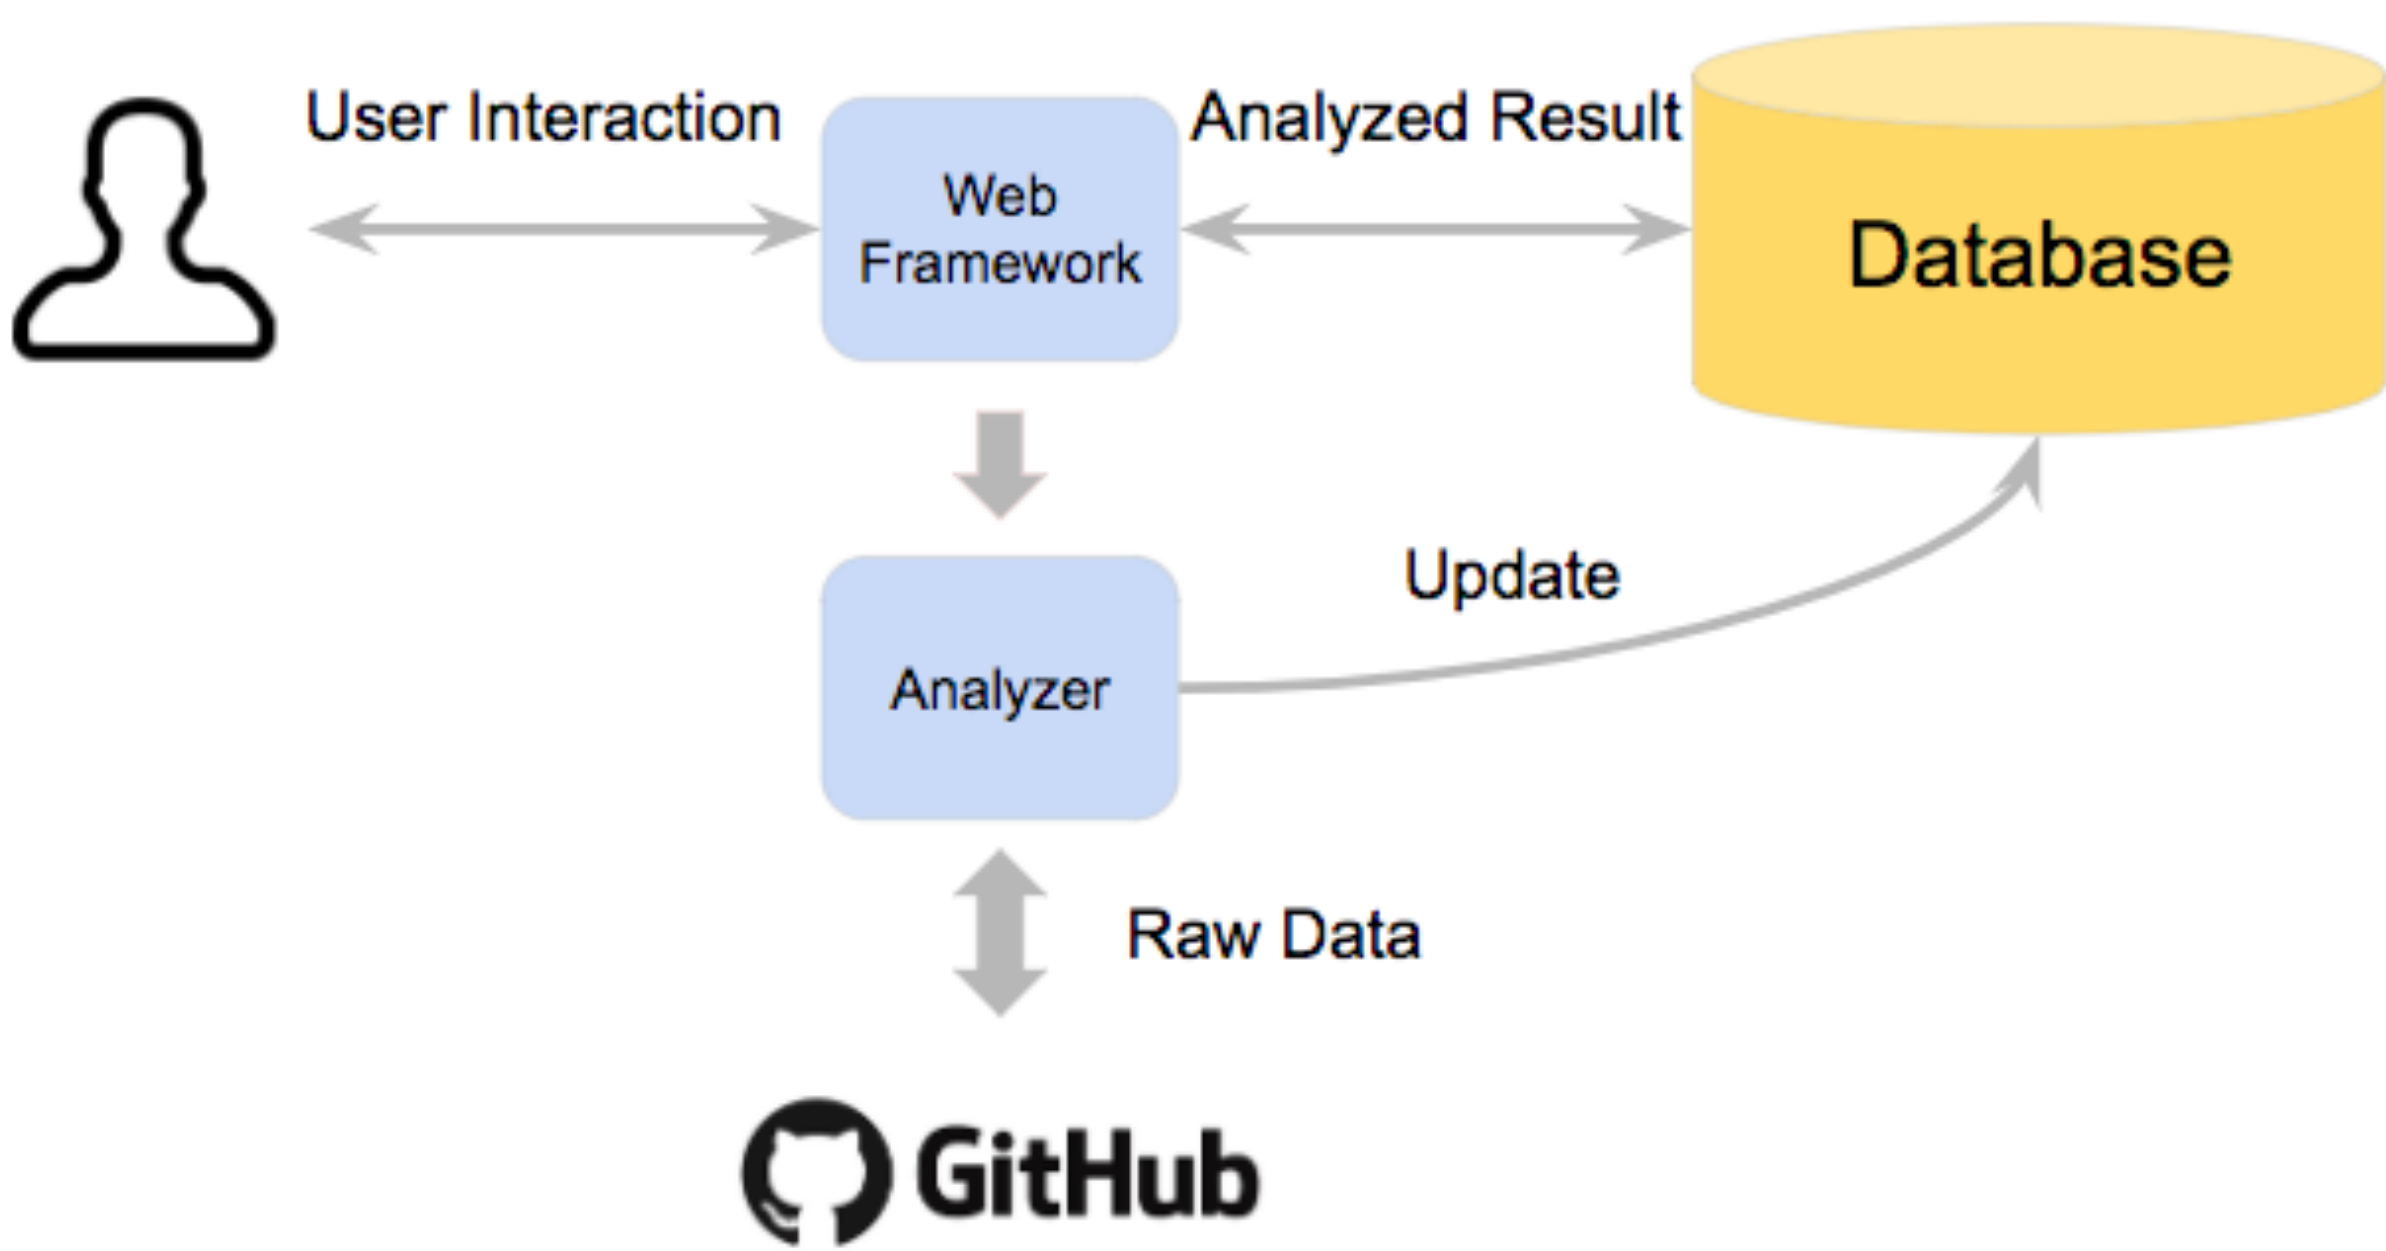 User Interaction
Analyzed Result
Web
Framework
Database
Update
Analyzer
Raw Data
GitHub